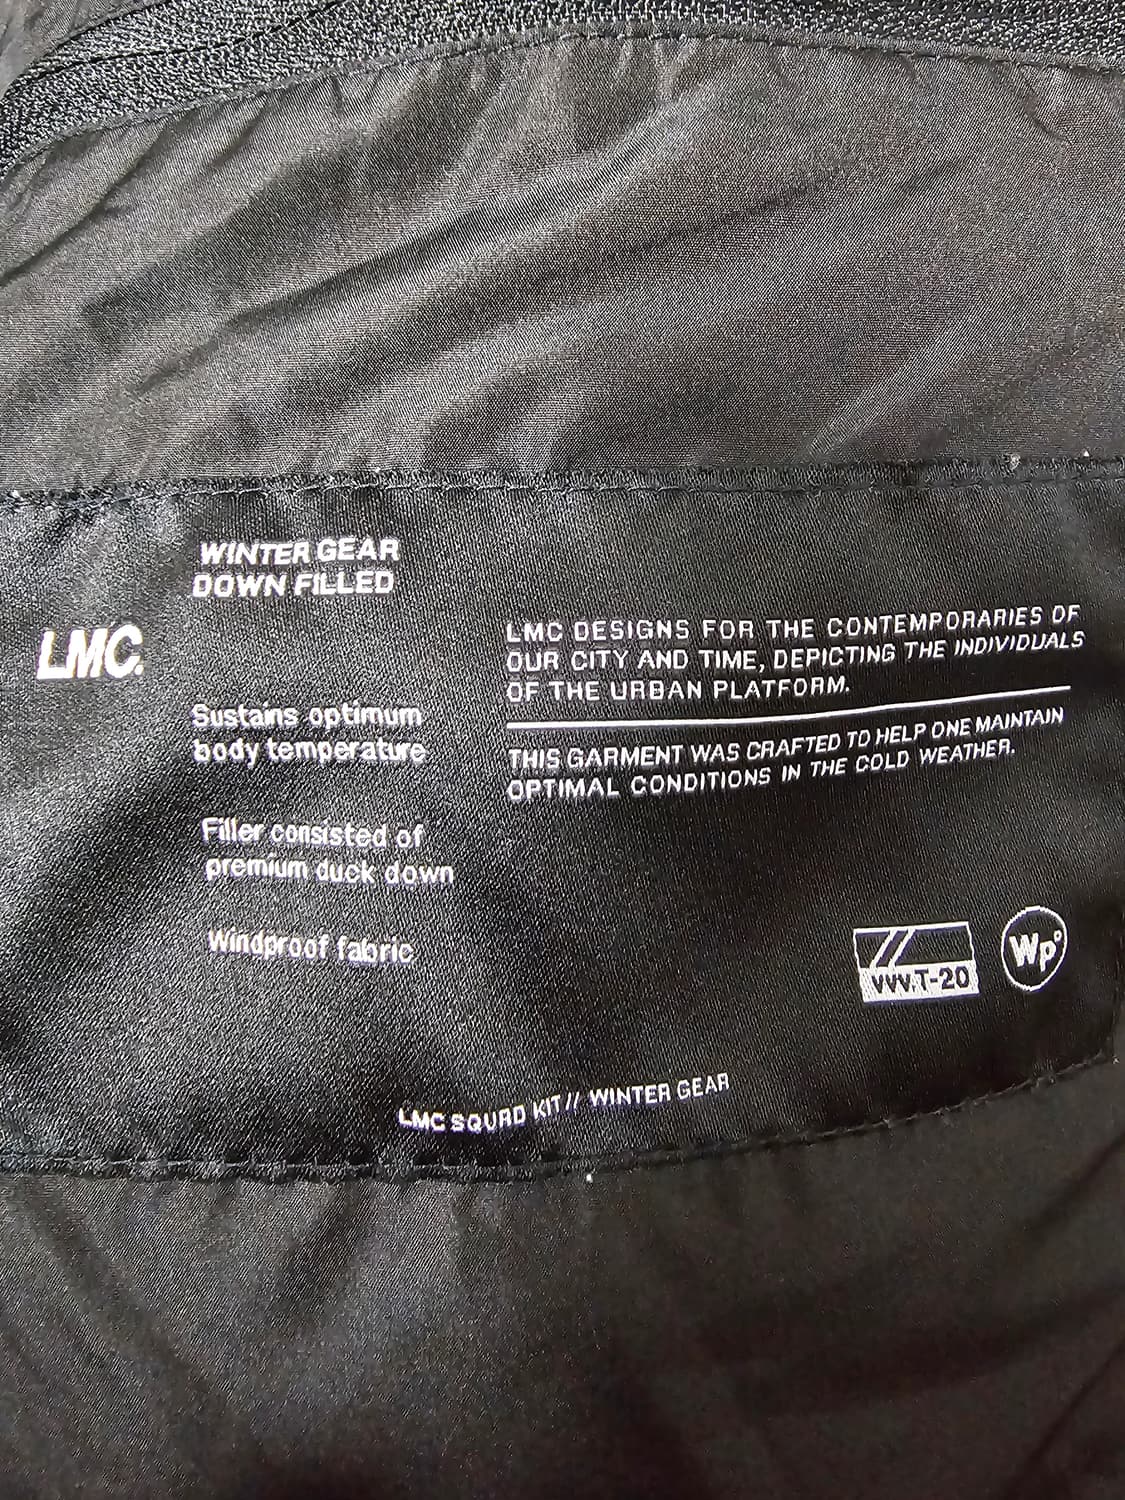 WINTER GEAR
DOWN FILLED
LMC.
Sustains optimum
body temperature
Filler consisted of
premium duck down
Windproof fabric
LMC DESIGNS FOR THE CONTEMPORARIES OF
OUR CITY AND TIME, DEPICTING THE INDIVIDUALS
OF THE URBAN PLATFORM.
THIS GARMENT WAS CRAFTED TO HELP ONE MAINTAIN
OPTIMAL CONDITIONS IN THE COLD WEATHER.
VVV.T-20
Wp°
LMC SQURD KIT // WINTER GEAR